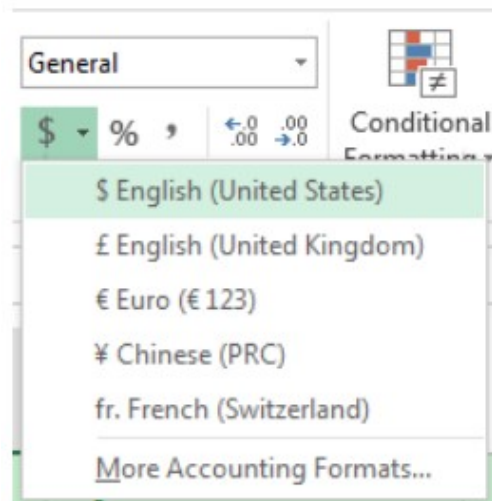 General
$ % , ←.0 .00 .00 →.0
Conditional
Formatting
$ English (United States)
£ English (United Kingdom)
€ Euro (€ 123)
¥ Chinese (PRC)
fr. French (Switzerland)
More Accounting Formats...